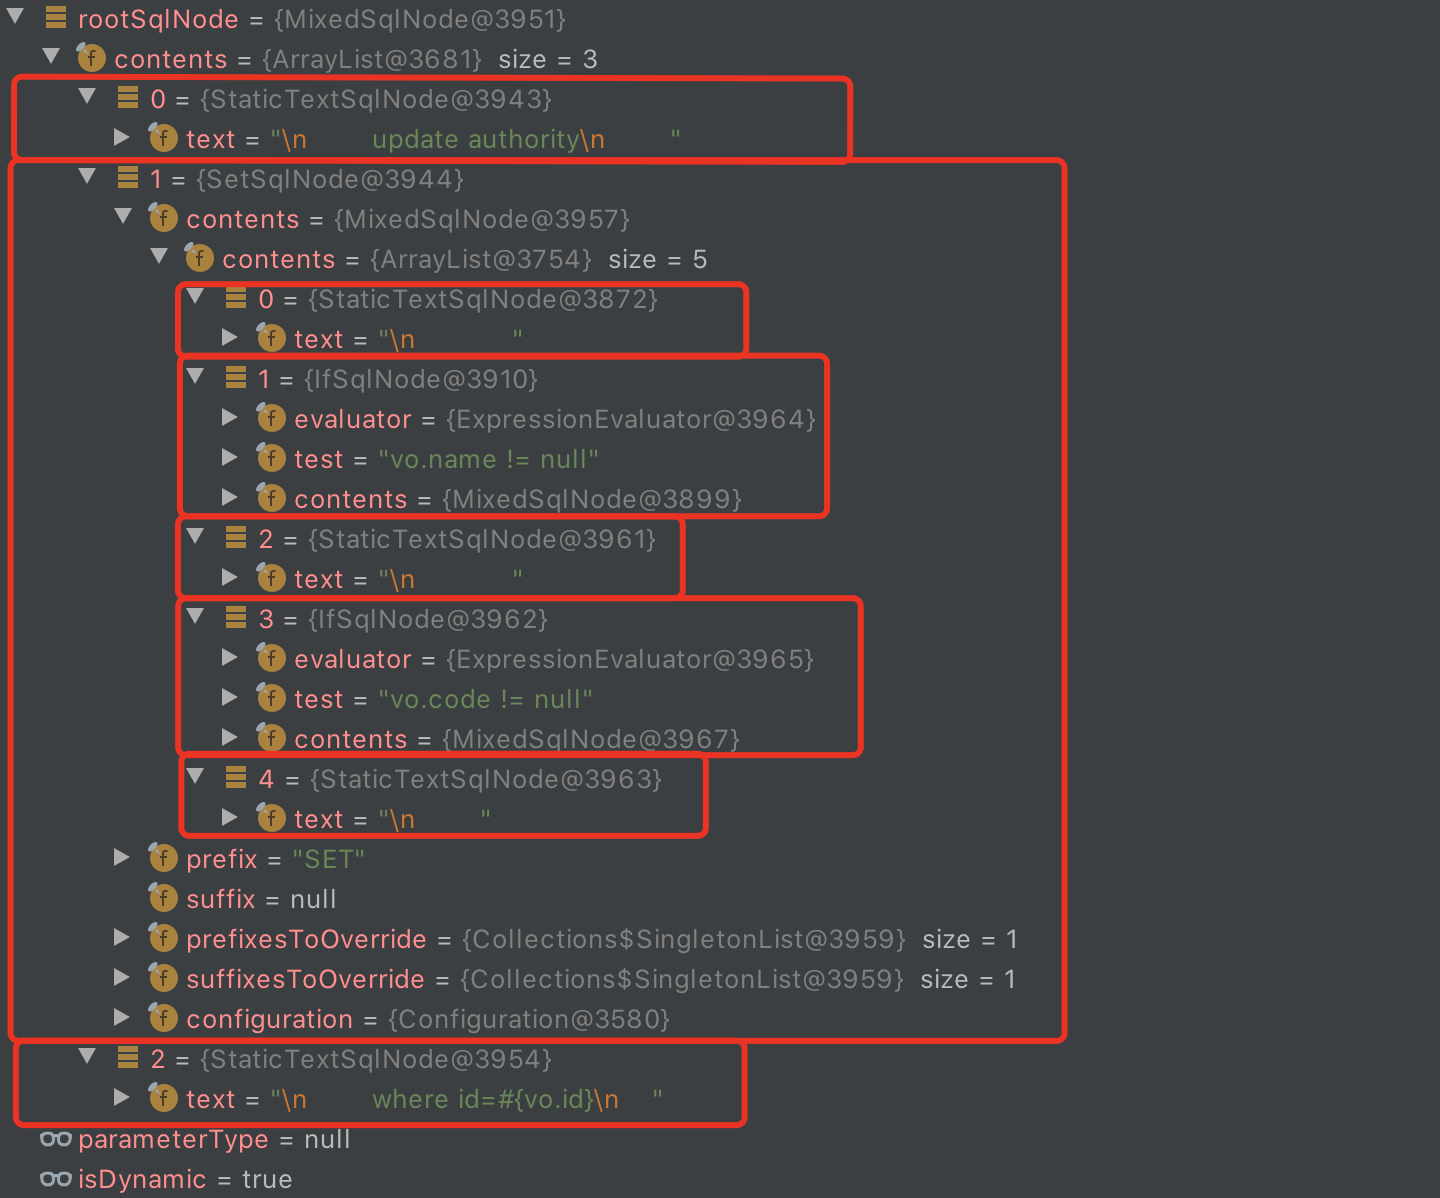 rootSqlNode = {MixedSqlNode@3951}
contents = {ArrayList@3681} size = 3
0 = {StaticTextSqlNode@3943}
text = "\n        update authority\n        "
1 = {SetSqlNode@3944}
contents = {MixedSqlNode@3957}
contents = {ArrayList@3754} size = 5
0 = {StaticTextSqlNode@3872}
text = "\n            "
1 = {IfSqlNode@3910}
evaluator = {ExpressionEvaluator@3964}
test = "vo.name != null"
contents = {MixedSqlNode@3899}
2 = {StaticTextSqlNode@3961}
text = "\n            "
3 = {IfSqlNode@3962}
evaluator = {ExpressionEvaluator@3965}
test = "vo.code != null"
contents = {MixedSqlNode@3967}
4 = {StaticTextSqlNode@3963}
text = "\n        "
prefix = "SET"
suffix = null
prefixesToOverride = {Collections$SingletonList@3959} size = 1
suffixesToOverride = {Collections$SingletonList@3959} size = 1
configuration = {Configuration@3580}
2 = {StaticTextSqlNode@3954}
text = "\n        where id=#{vo.id}\n    "
parameterType = null
isDynamic = true